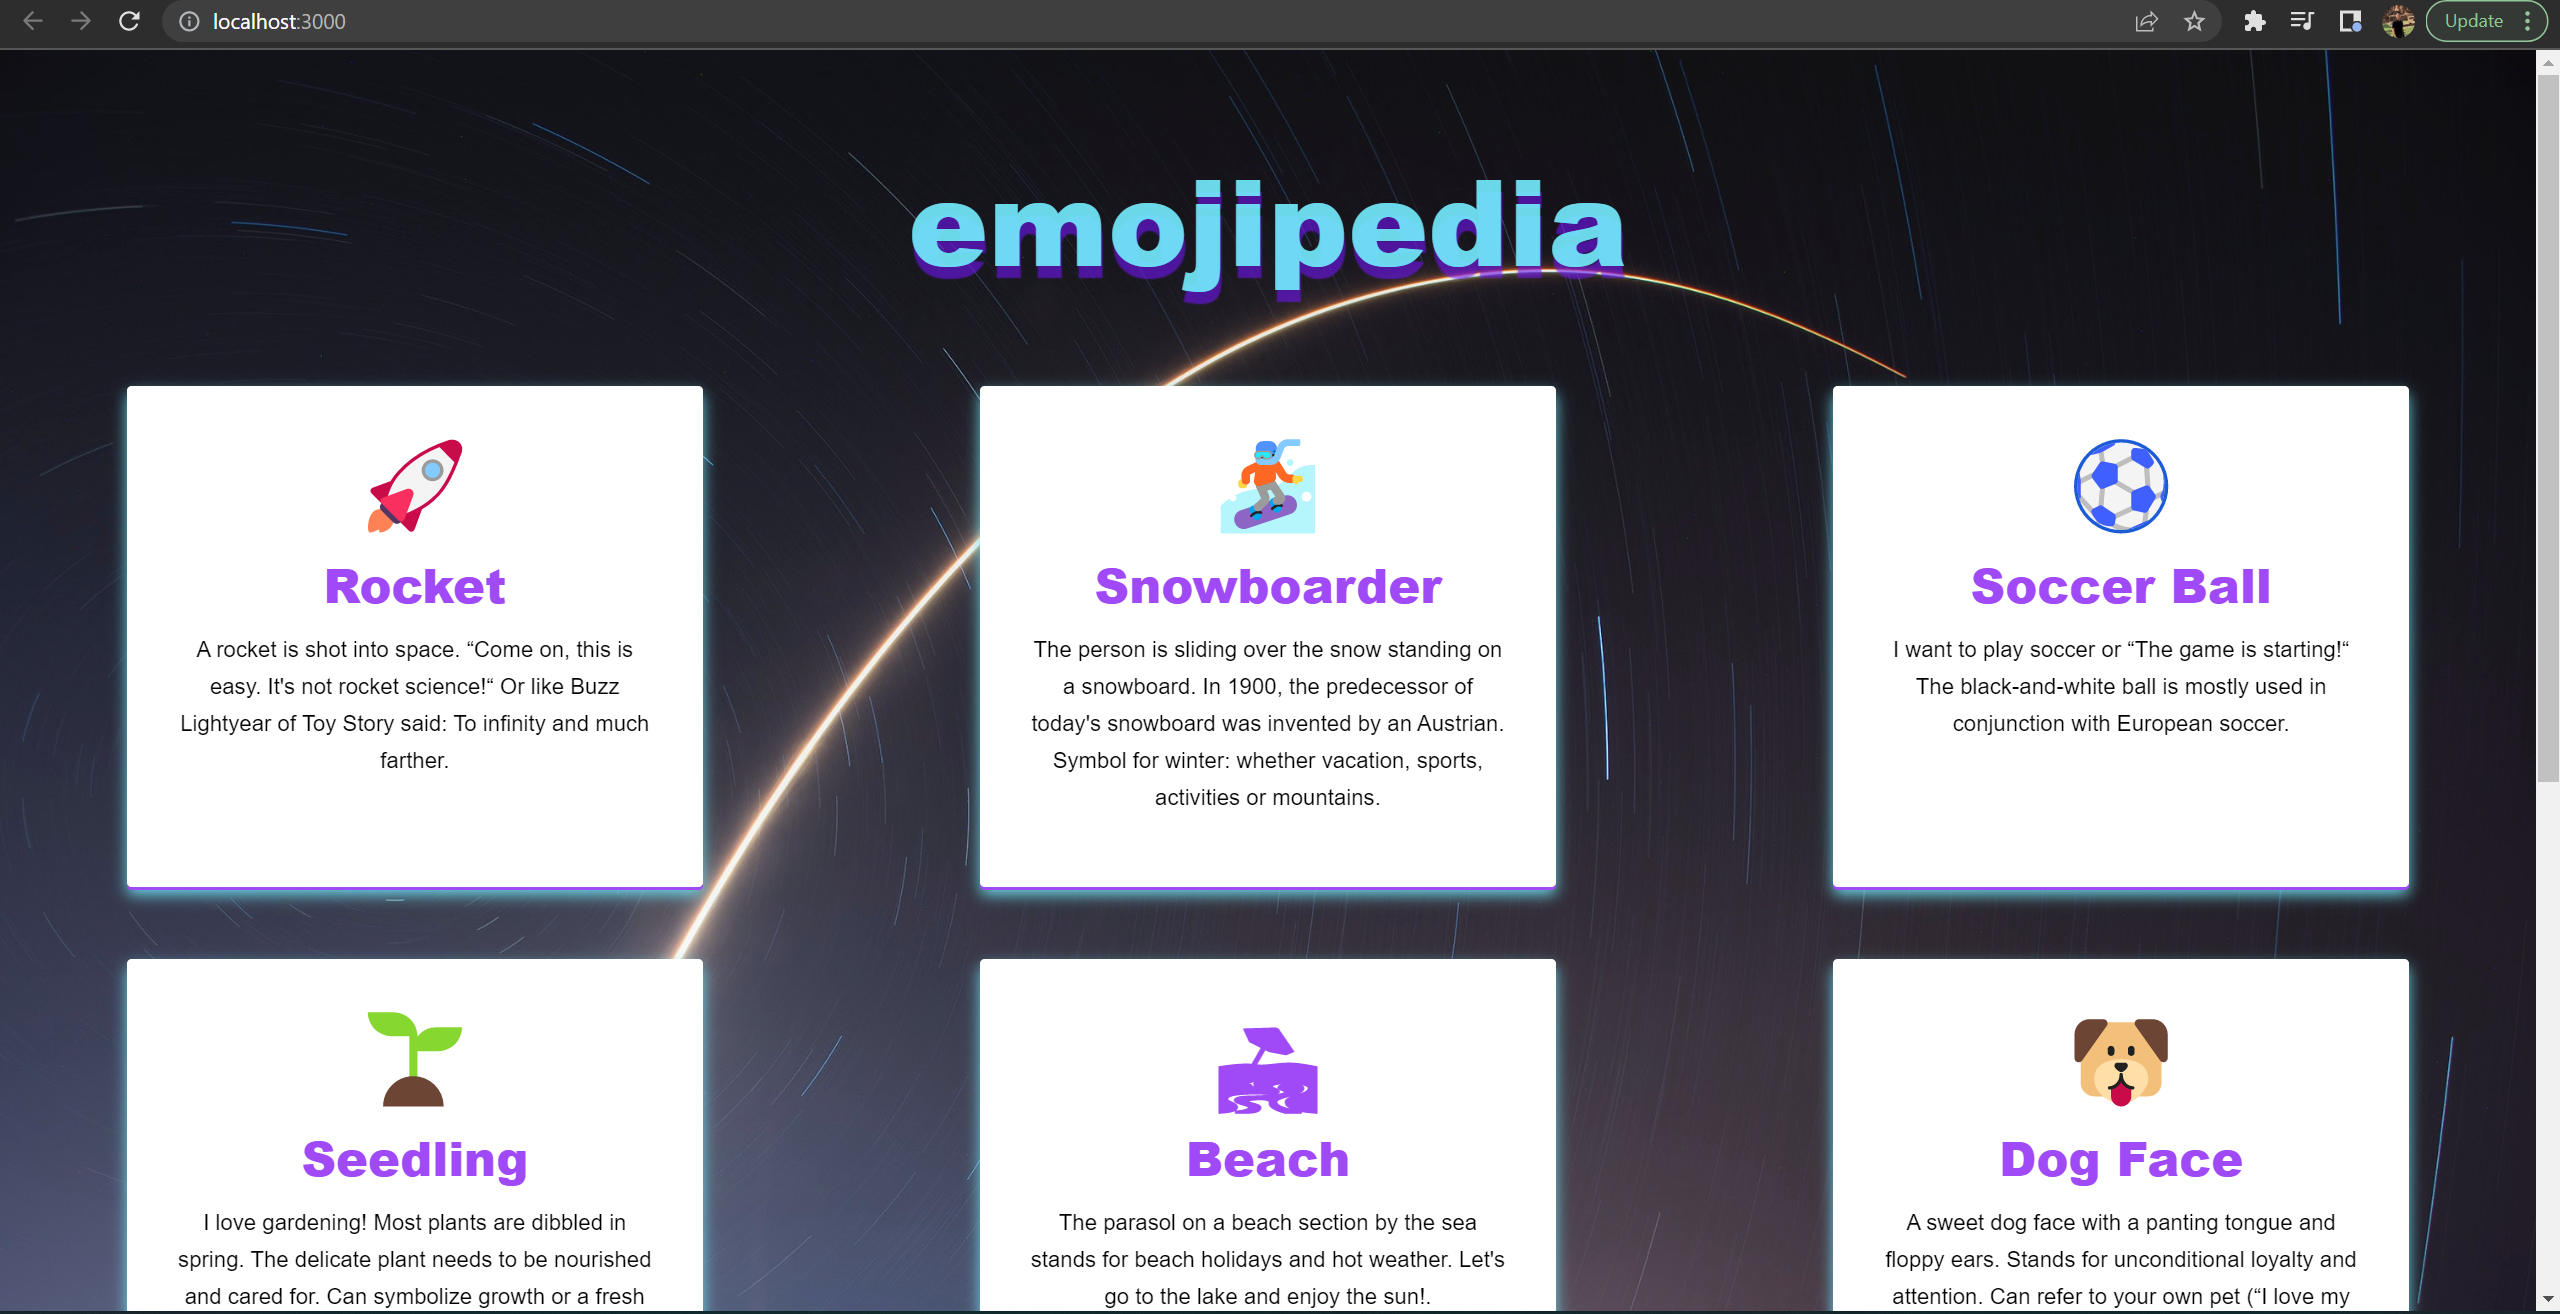 localhost:3000
Update
emojipedia
Rocket
A rocket is shot into space. “Come on, this is
easy. It's not rocket science!“ Or like Buzz
Lightyear of Toy Story said: To infinity and much
farther.
Snowboarder
The person is sliding over the snow standing on
a snowboard. In 1900, the predecessor of
today's snowboard was invented by an Austrian.
Symbol for winter: whether vacation, sports,
activities or mountains.
Soccer Ball
I want to play soccer or “The game is starting!“
The black-and-white ball is mostly used in
conjunction with European soccer.
Seedling
I love gardening! Most plants are dibbled in
spring. The delicate plant needs to be nourished
and cared for. Can symbolize growth or a fresh
Beach
The parasol on a beach section by the sea
stands for beach holidays and hot weather. Let's
go to the lake and enjoy the sun!.
Dog Face
A sweet dog face with a panting tongue and
floppy ears. Stands for unconditional loyalty and
attention. Can refer to your own pet (“I love my